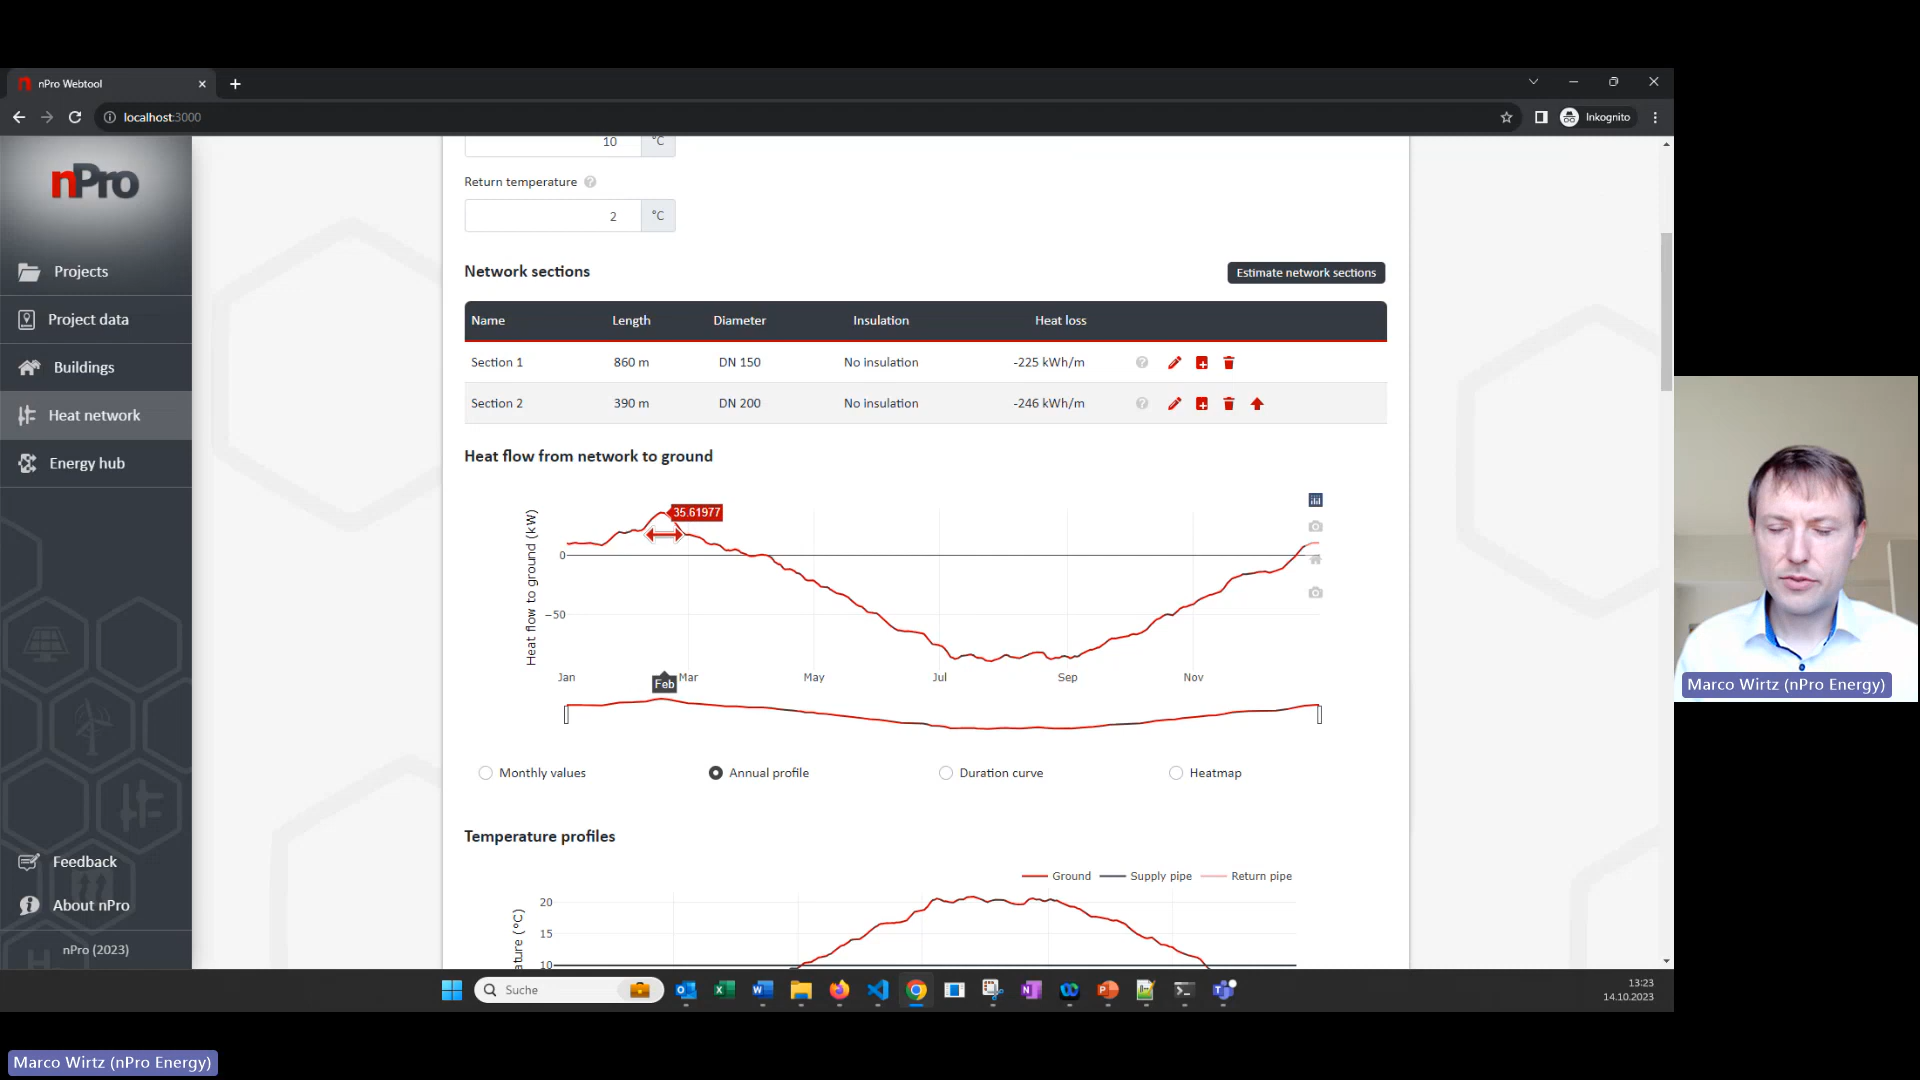 nPro Webtool
localhost:3000
Inkognito
nPro
Projects
Project data
Buildings
Heat network
Energy hub
Feedback
About nPro
nPro (2023)
10 °C
Return temperature
2 °C
Network sections
Estimate network sections
Name Length Diameter Insulation Heat loss
Section 1 860 m DN 150 No insulation -225 kWh/m
Section 2 390 m DN 200 No insulation -246 kWh/m
Heat flow from network to ground
Heat flow to ground (kW)
35.61977
0
−50
Jan Mar May Jul Sep Nov
Feb
Monthly values Annual profile Duration curve Heatmap
Temperature profiles
Ground Supply pipe Return pipe
20
15
10
Suche
13:23
14.10.2023
Marco Wirtz (nPro Energy)
Marco Wirtz (nPro Energy)